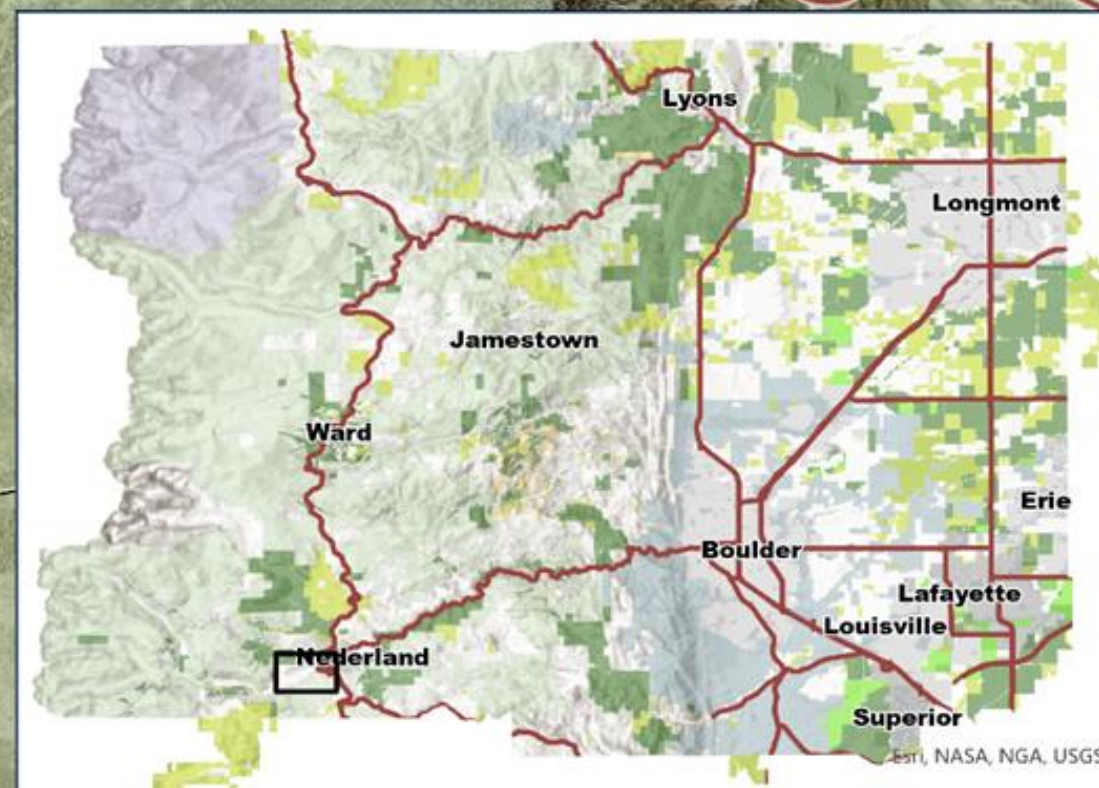 Lyons
Longmont
Jamestown
Ward
Erie
Boulder
Lafayette
Louisville
Nederland
Superior
Esri, NASA, NGA, USGS